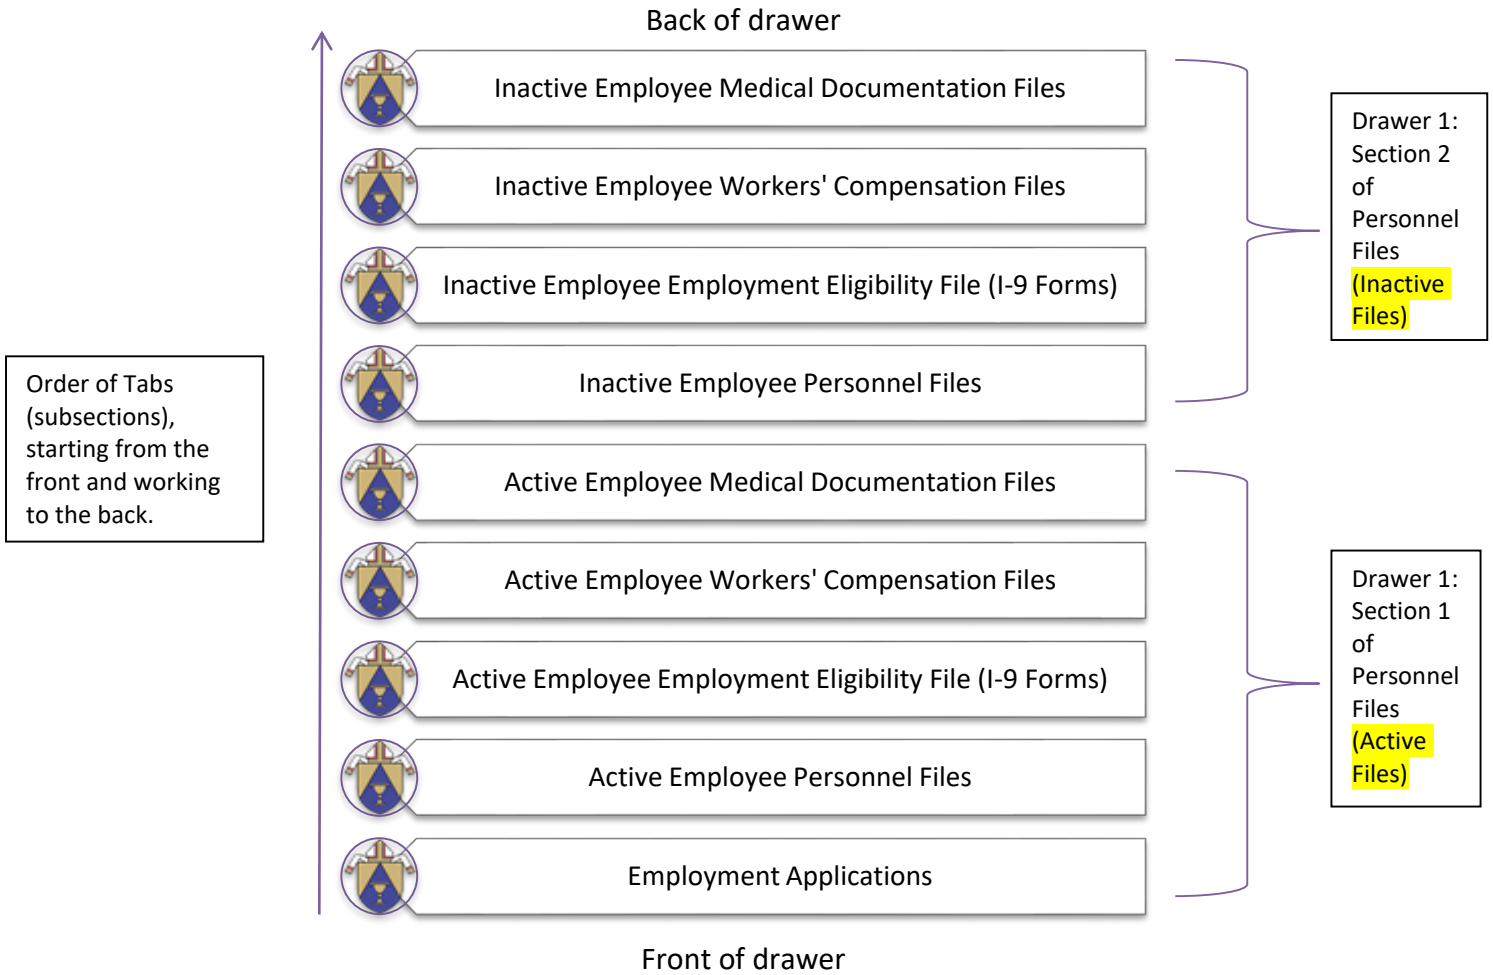 Back of drawer
Inactive Employee Medical Documentation Files
Inactive Employee Workers' Compensation Files
Inactive Employee Employment Eligibility File (I-9 Forms)
Inactive Employee Personnel Files
Active Employee Medical Documentation Files
Active Employee Workers' Compensation Files
Active Employee Employment Eligibility File (I-9 Forms)
Active Employee Personnel Files
Employment Applications
Front of drawer
Order of Tabs
(subsections),
starting from the
front and working
to the back.
Drawer 1:
Section 2
of
Personnel
Files
(Inactive
Files)
Drawer 1:
Section 1
of
Personnel
Files
(Active
Files)